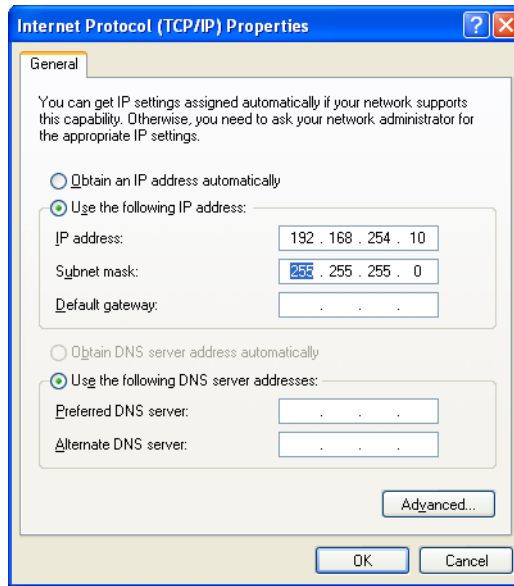 Internet Protocol (TCP/IP) Properties
General
You can get IP settings assigned automatically if your network supports
this capability. Otherwise, you need to ask your network administrator for
the appropriate IP settings.
Obtain an IP address automatically
Use the following IP address:
IP address: 192 . 168 . 254 . 10
Subnet mask: 255 . 255 . 255 . 0
Default gateway: . . .
Obtain DNS server address automatically
Use the following DNS server addresses:
Preferred DNS server: . . .
Alternate DNS server: . . .
Advanced...
OK Cancel